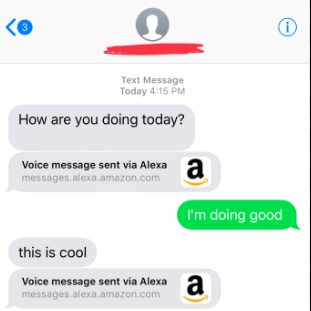 3
Text Message
Today 4:15 PM
How are you doing today?
Voice message sent via Alexa
messages.alexa.amazon.com
a
I'm doing good
this is cool
Voice message sent via Alexa
messages.alexa.amazon.com
a